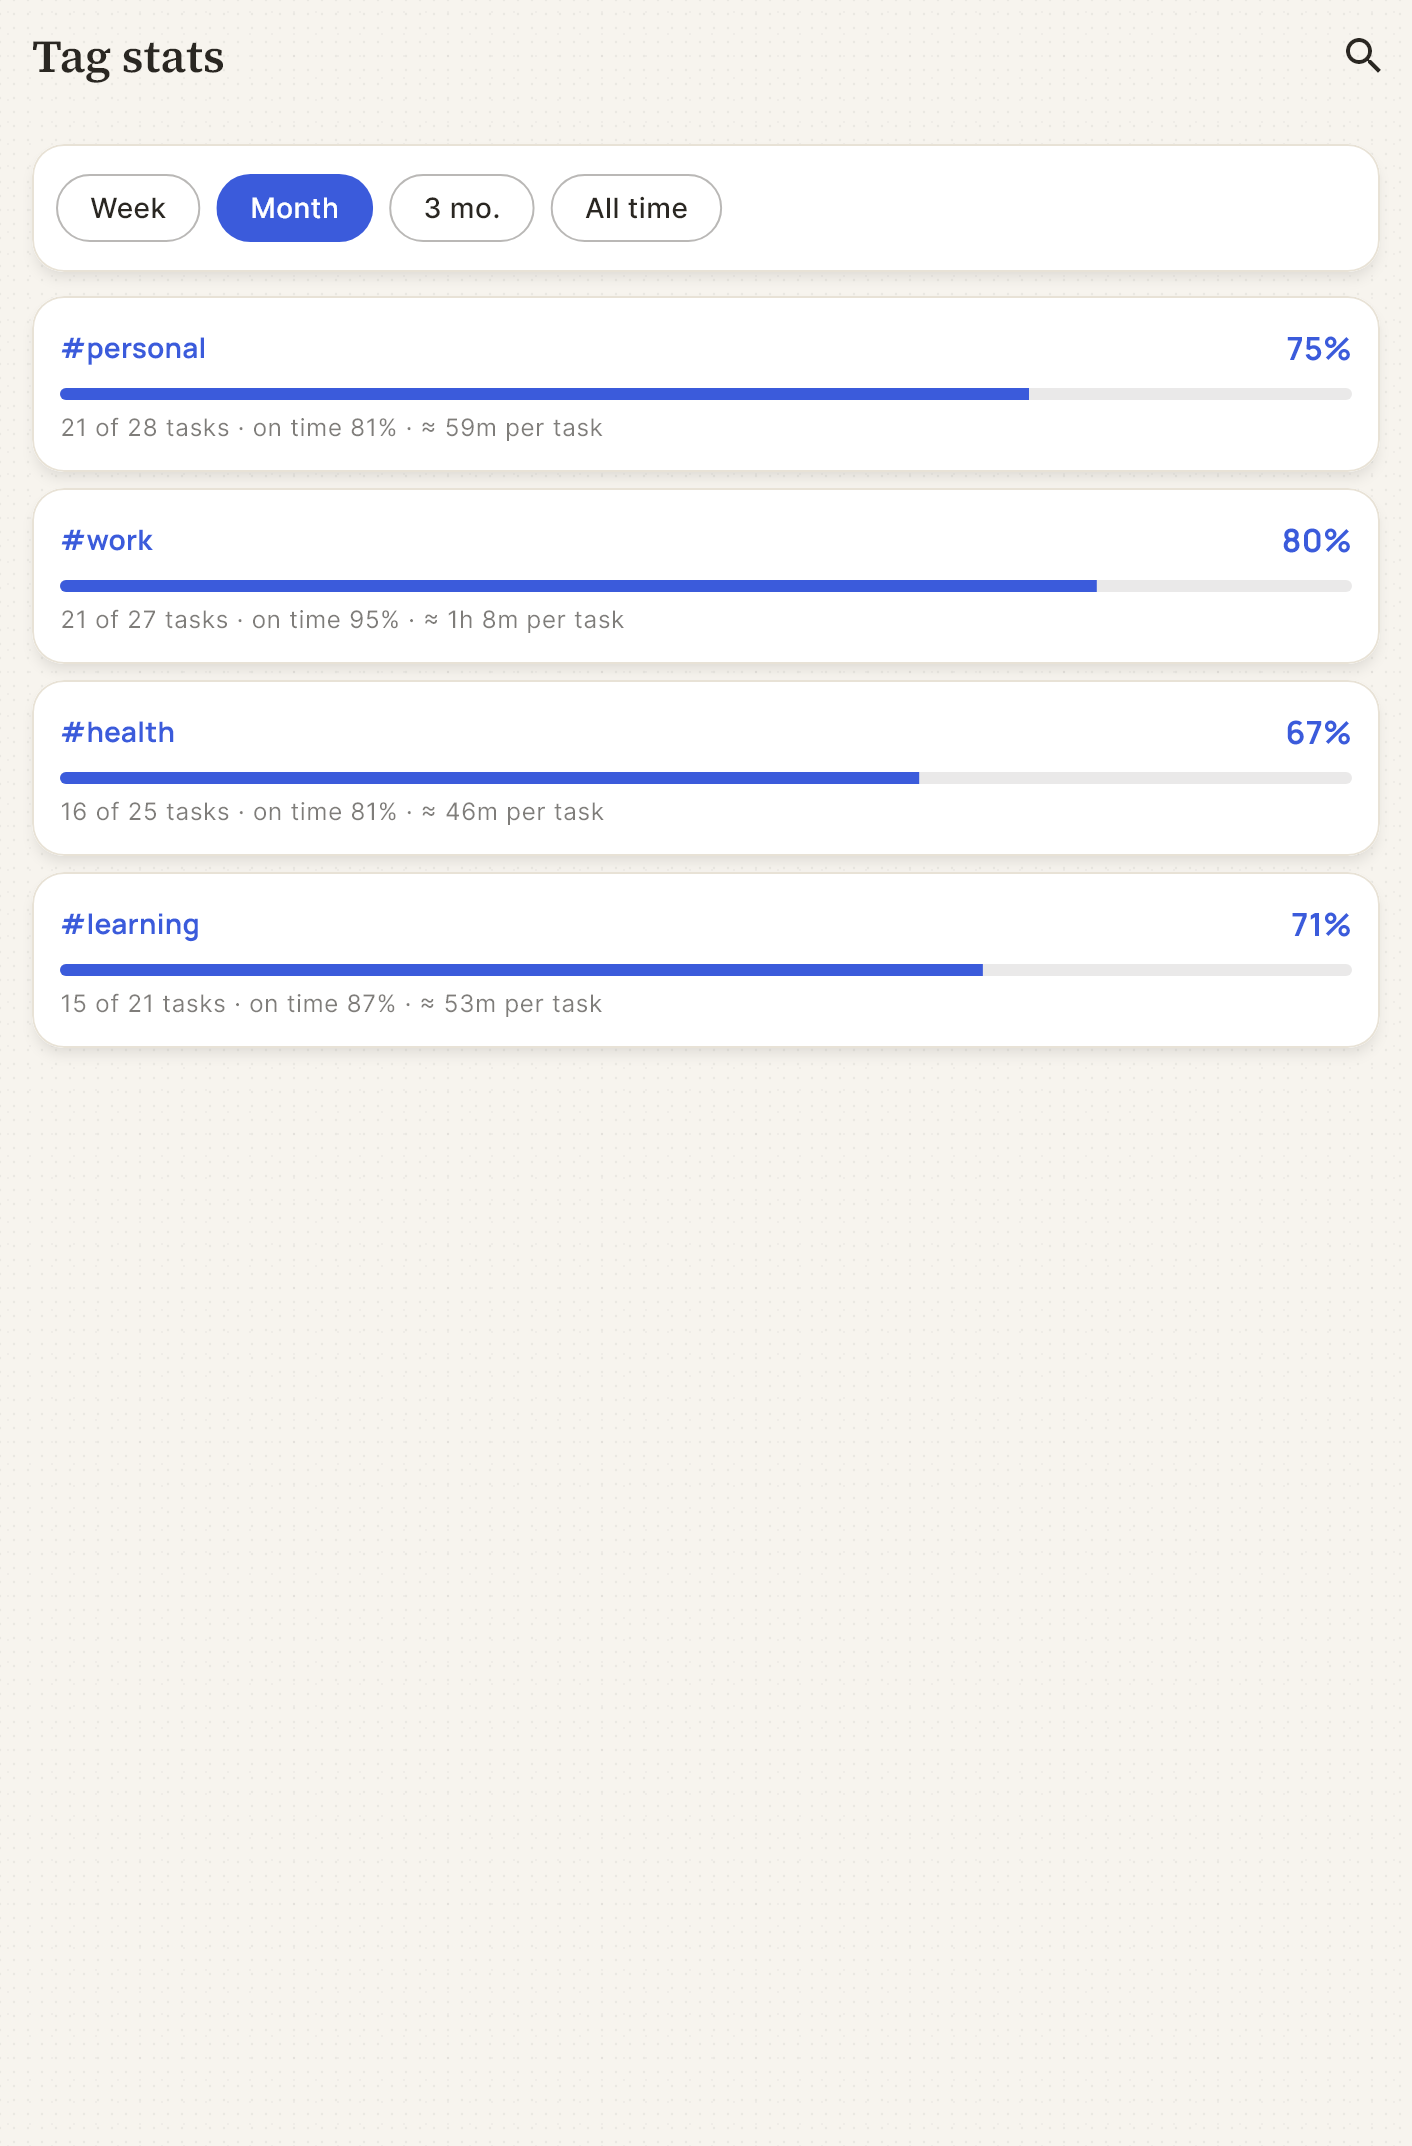 Tag stats
Week Month 3 mo. All time
#personal 75%
21 of 28 tasks · on time 81% · ≈ 59m per task
#work 80%
21 of 27 tasks · on time 95% · ≈ 1h 8m per task
#health 67%
16 of 25 tasks · on time 81% · ≈ 46m per task
#learning 71%
15 of 21 tasks · on time 87% · ≈ 53m per task